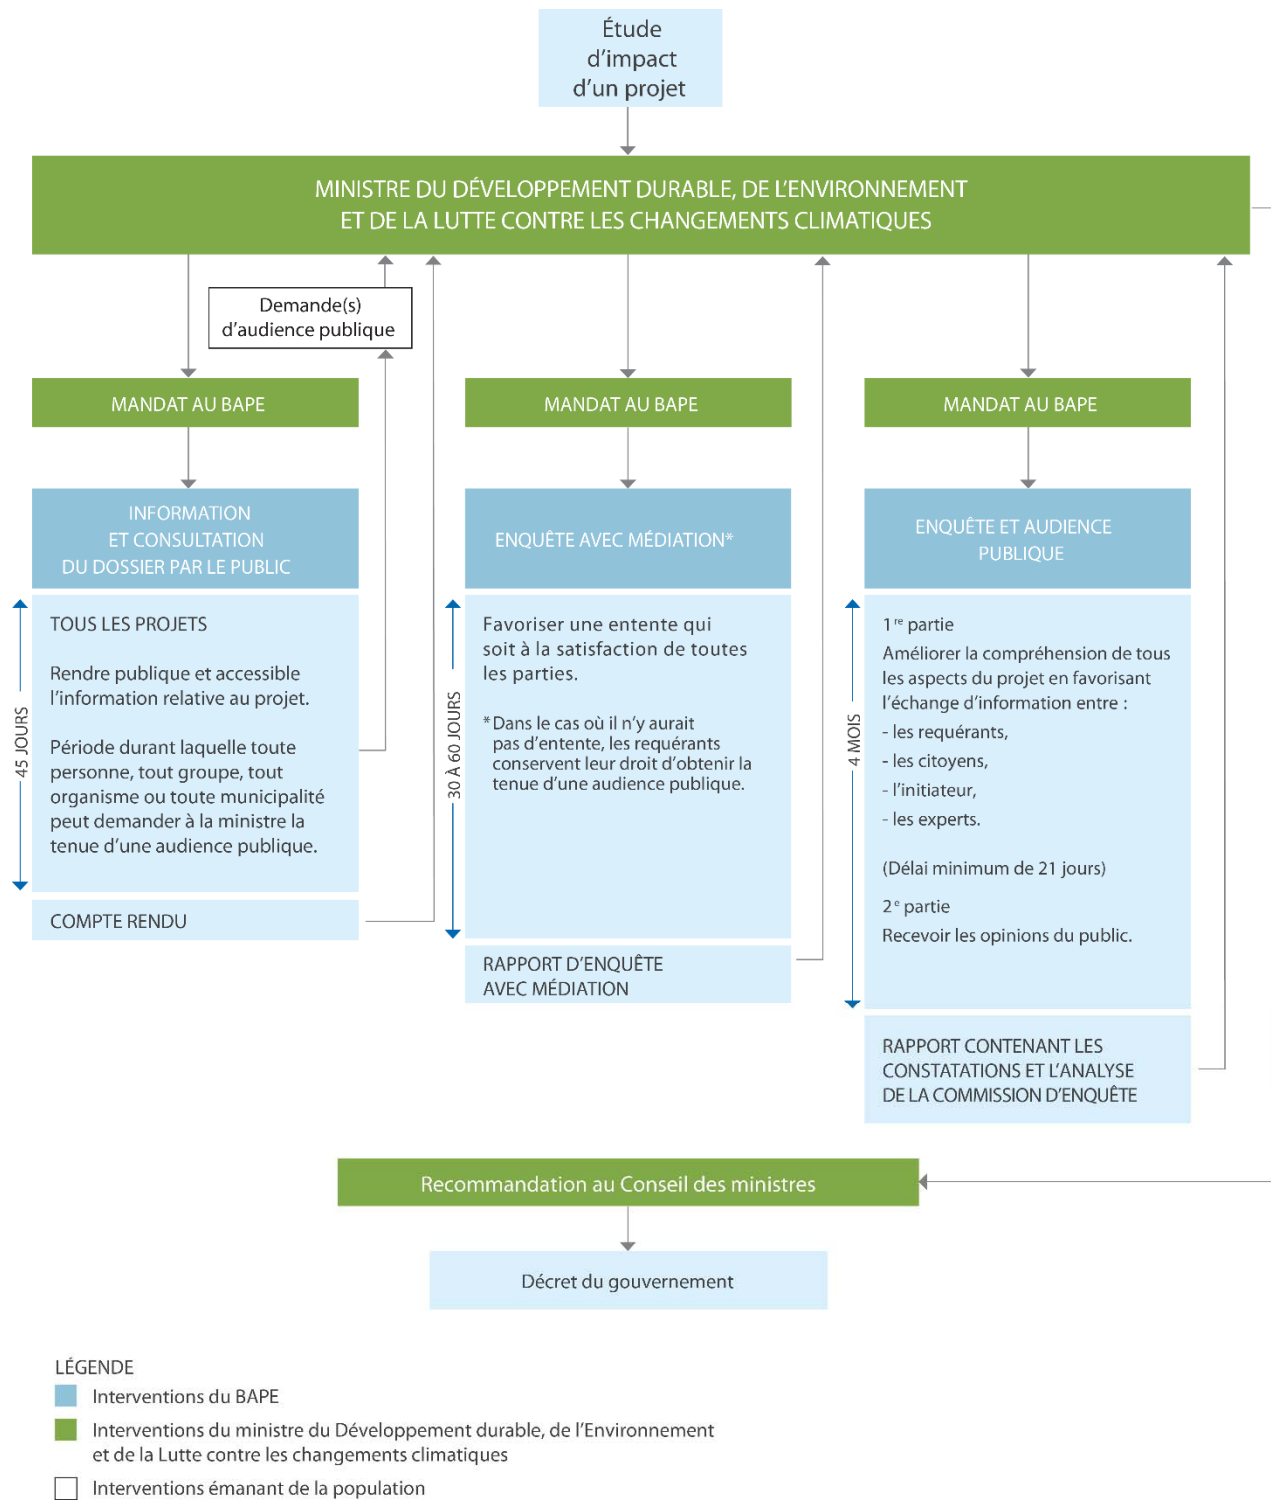 Étude
d'impact
d'un projet
MINISTRE DU DÉVELOPPEMENT DURABLE, DE L'ENVIRONNEMENT
ET DE LA LUTTE CONTRE LES CHANGEMENTS CLIMATIQUES
Demande(s)
d'audience publique
MANDAT AU BAPE
INFORMATION
ET CONSULTATION
DU DOSSIER PAR LE PUBLIC
45 JOURS
TOUS LES PROJETS
Rendre publique et accessible
l'information relative au projet.
Période durant laquelle toute
personne, tout groupe, tout
organisme ou toute municipalité
peut demander à la ministre la
tenue d'une audience publique.
COMPTE RENDU
MANDAT AU BAPE
ENQUÊTE AVEC MÉDIATION*
30 À 60 JOURS
Favoriser une entente qui
soit à la satisfaction de toutes
les parties.
* Dans le cas où il n'y aurait
pas d'entente, les requérants
conservent leur droit d'obtenir la
tenue d'une audience publique.
RAPPORT D'ENQUÊTE
AVEC MÉDIATION
MANDAT AU BAPE
ENQUÊTE ET AUDIENCE
PUBLIQUE
4 MOIS
1re partie
Améliorer la compréhension de tous
les aspects du projet en favorisant
l'échange d'information entre :
- les requérants,
- les citoyens,
- l'initiateur,
- les experts.
(Délai minimum de 21 jours)
2e partie
Recevoir les opinions du public.
RAPPORT CONTENANT LES
CONSTATATIONS ET L'ANALYSE
DE LA COMMISSION D'ENQUÊTE
Recommandation au Conseil des ministres
Décret du gouvernement
LÉGENDE
Interventions du BAPE
Interventions du ministre du Développement durable, de l'Environnement
et de la Lutte contre les changements climatiques
Interventions émanant de la population